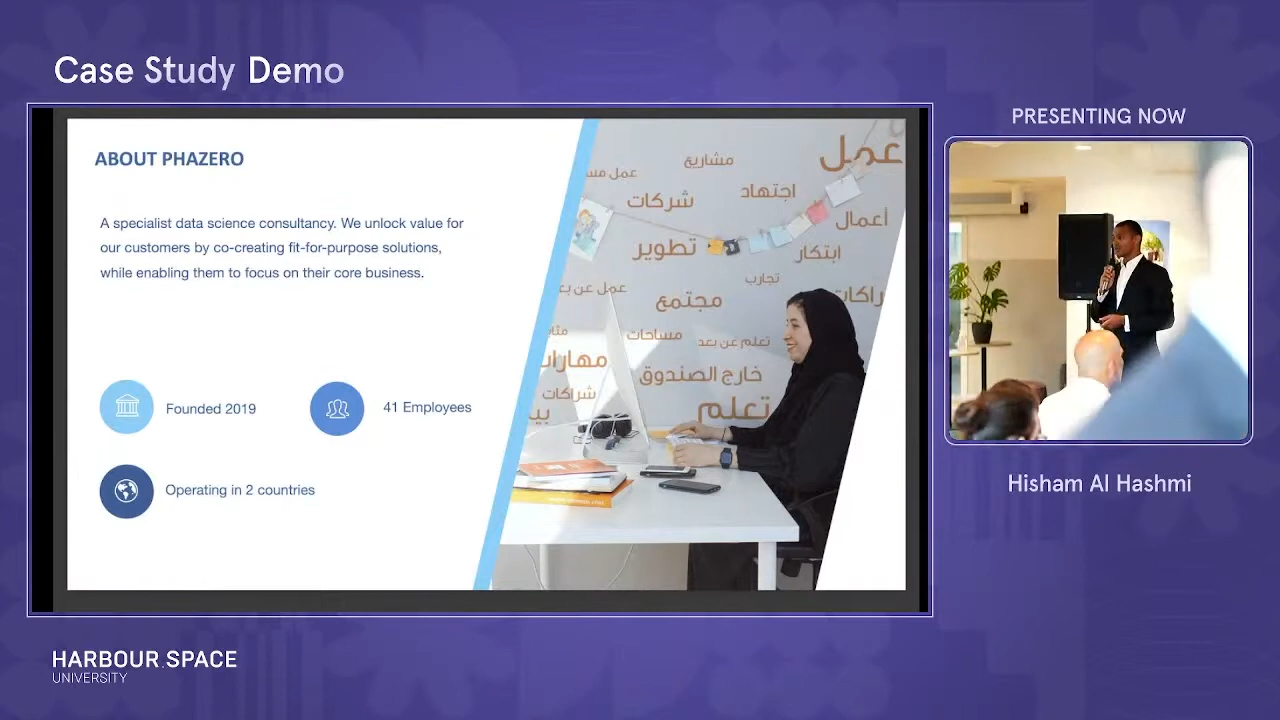 Case Study Demo
PRESENTING NOW
ABOUT PHAZERO
A specialist data science consultancy. We unlock value for
our customers by co-creating fit-for-purpose solutions,
while enabling them to focus on their core business.
Founded 2019
41 Employees
Operating in 2 countries
عمل
مشاريع
عمل
اجتهاد
شركات
أعمال
تطوير
ابتكار
تجارب
عمل عن بعد
مجتمع
مساحات
تعلم عن بعد
خارج الصندوق
شراكات
تعلم
Hisham Al Hashmi
HARBOUR.SPACE
UNIVERSITY